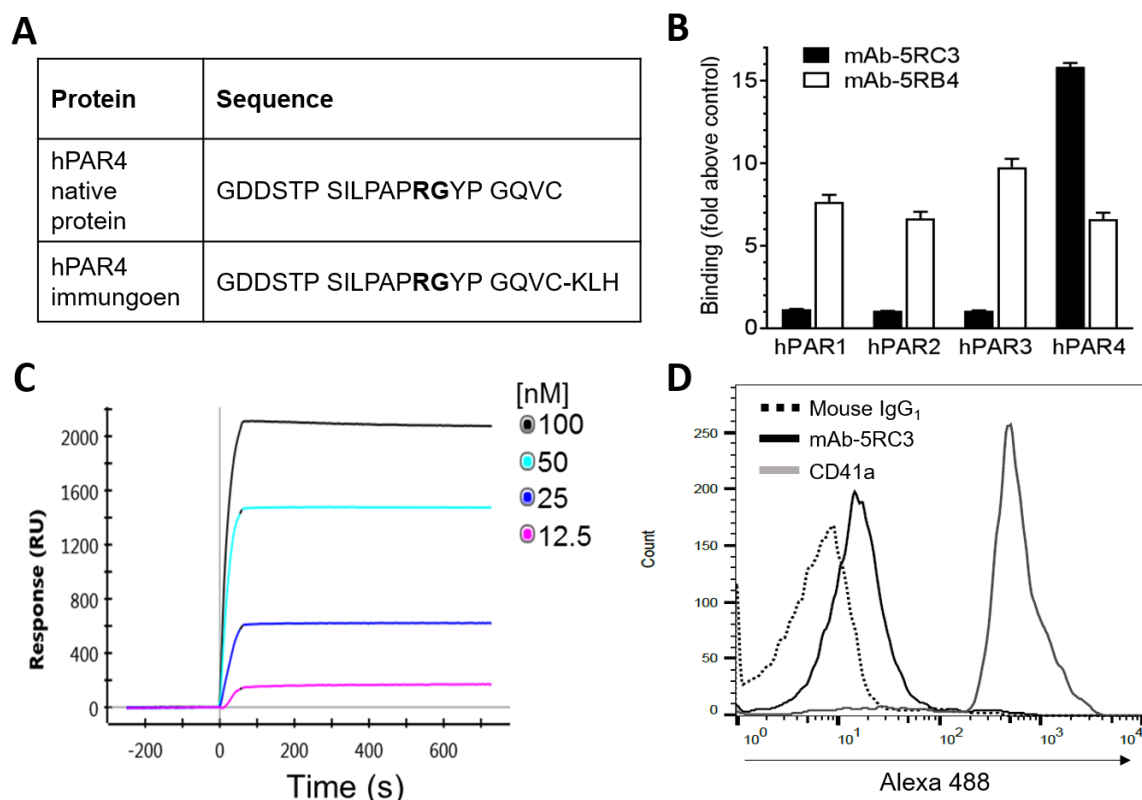 A
Protein
Sequence
hPAR4
native
protein
GDDSTP SILPAPRGYP GQVC
hPAR4
immungoen
GDDSTP SILPAPRGYP GQVC-KLH
B
mAb-5RC3
mAb-5RB4
Binding (fold above control)
15
10
5
0
hPAR1 hPAR2 hPAR3 hPAR4
C
[nM]
100
50
25
12.5
Response (RU)
2000
1600
1200
800
400
0
-200 0 200 400 600
Time (s)
D
Mouse IgG1
mAb-5RC3
CD41a
Count
250
200
150
100
50
0
10^0 10^1 10^2 10^3 10^4
Alexa 488